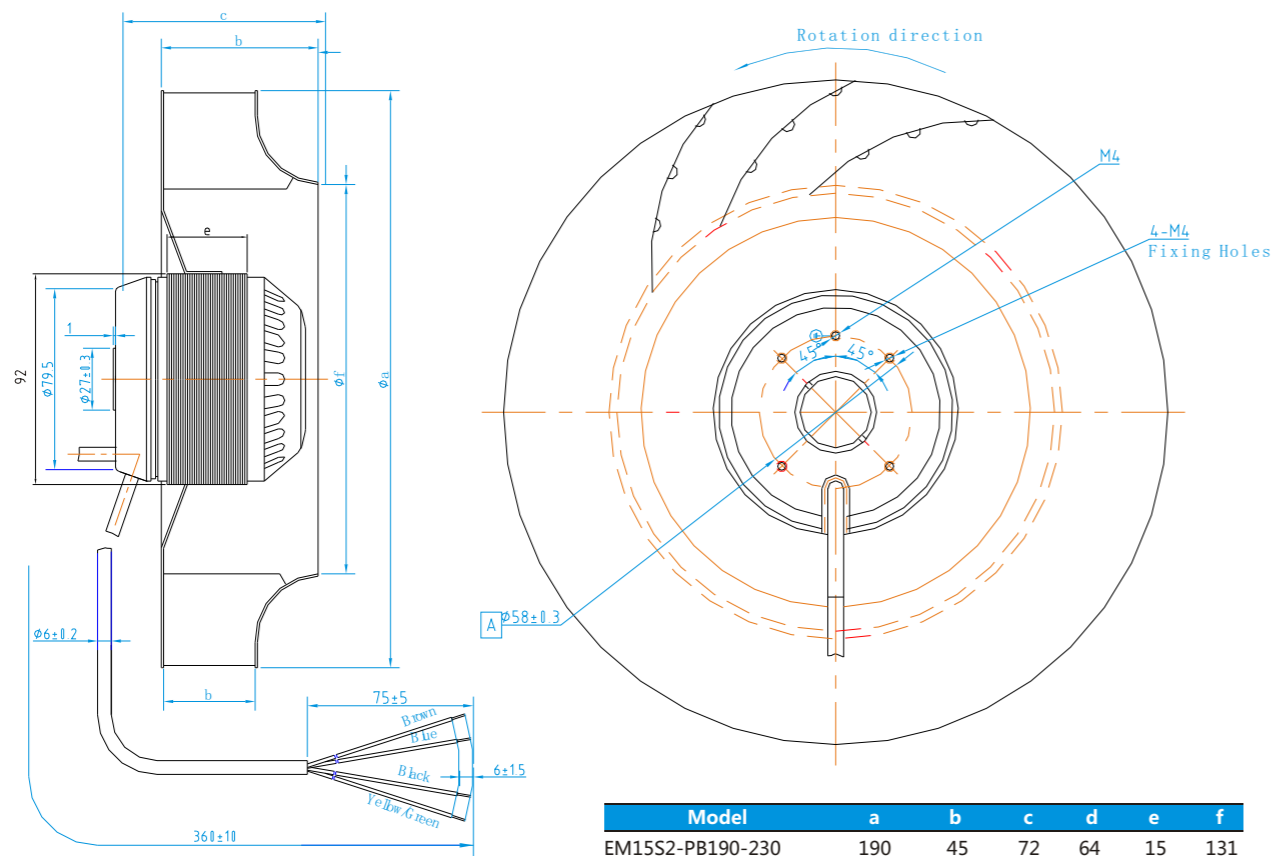 c
b
Rotation direction
M4
4-M4
Fixing Holes
e
1
92
ϕ79.5
ϕ27±0.3
ϕf
ϕa
45°
45°
A
ϕ58±0.3
ϕ6±0.2
b
75±5
Brown
Blue
Black
Yellow/Green
6±1.5
360±10
Model a b c d e f
EM15S2-PB190-230 190 45 72 64 15 131